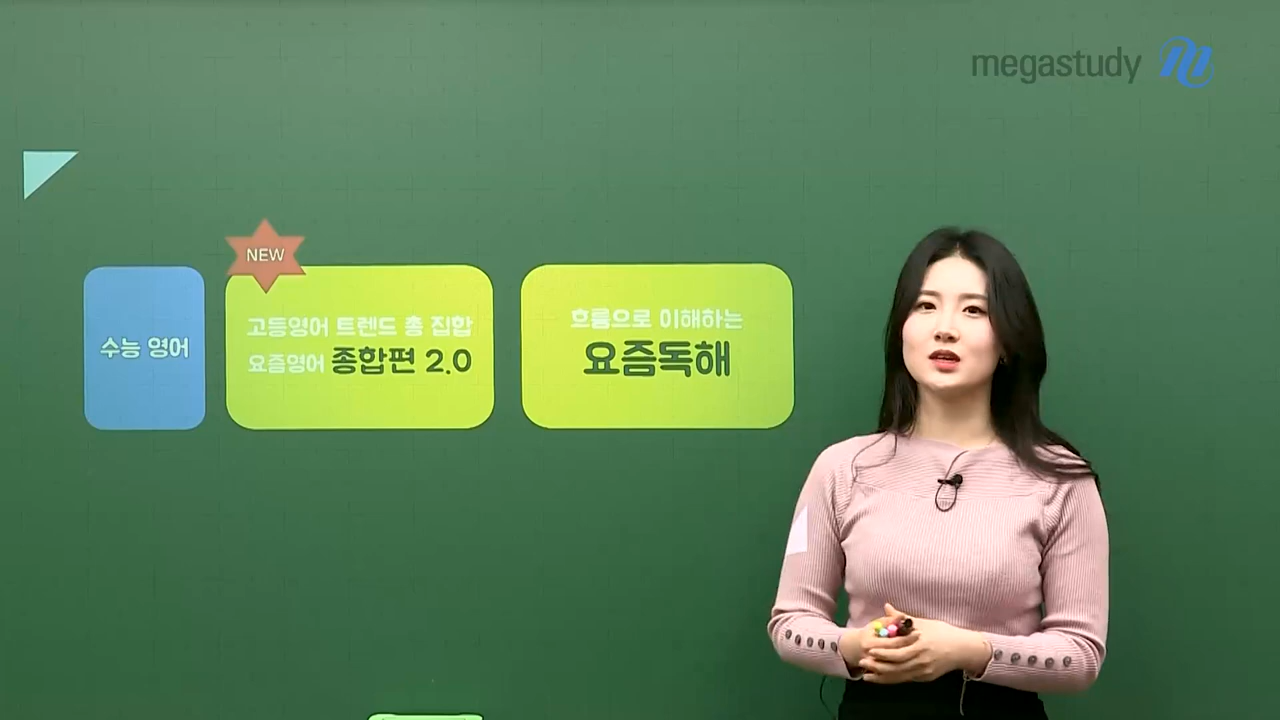 megastudy
NEW
수능 영어
고등영어 트렌드 총 집합
요즘영어 종합편 2.0
흐름으로 이해하는
요즘독해